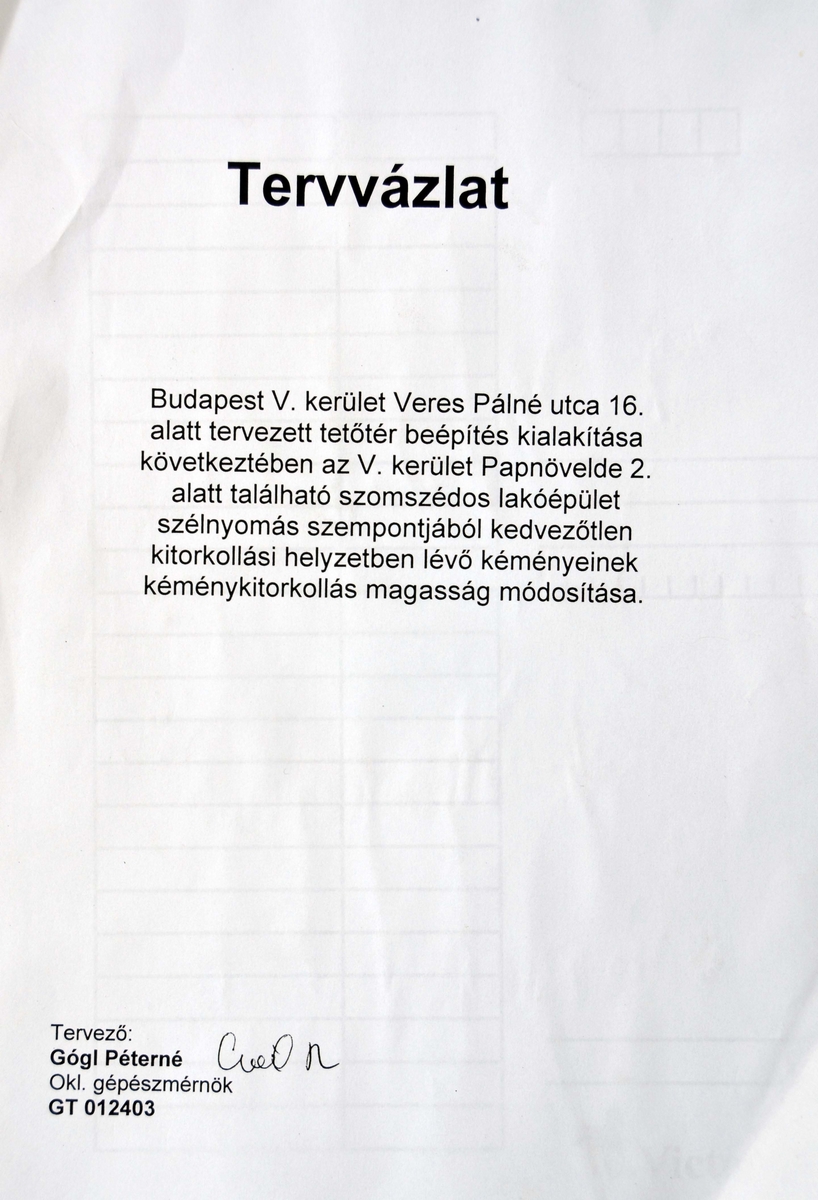 Tervvázlat
Budapest V. kerület Veres Pálné utca 16.
alatt tervezett tetőtér beépítés kialakítása
következtében az V. kerület Papnövelde 2.
alatt található szomszédos lakóépület
szélnyomás szempontjából kedvezőtlen
kitorkollási helyzetben lévő kéményeinek
kéménykitorkollás magasság módosítása.
Tervező:
Gógl Péterné
Okl. gépészmérnök
GT 012403